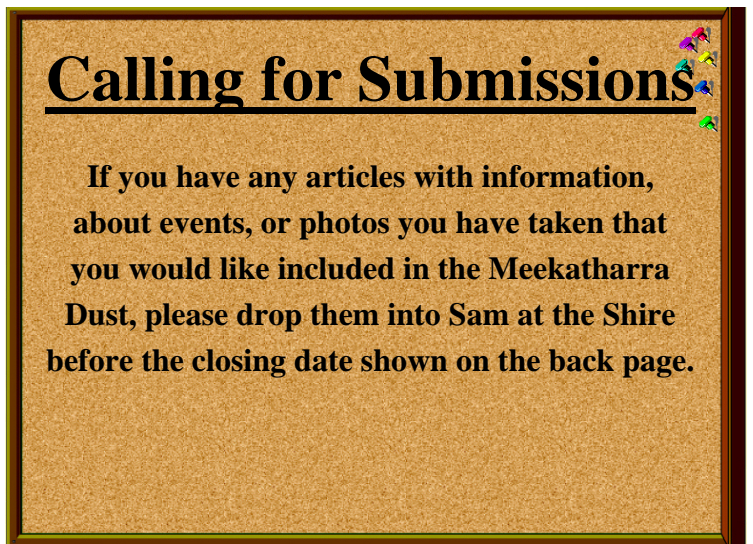 Calling for Submissions
If you have any articles with information,
about events, or photos you have taken that
you would like included in the Meekatharra
Dust, please drop them into Sam at the Shire
before the closing date shown on the back page.